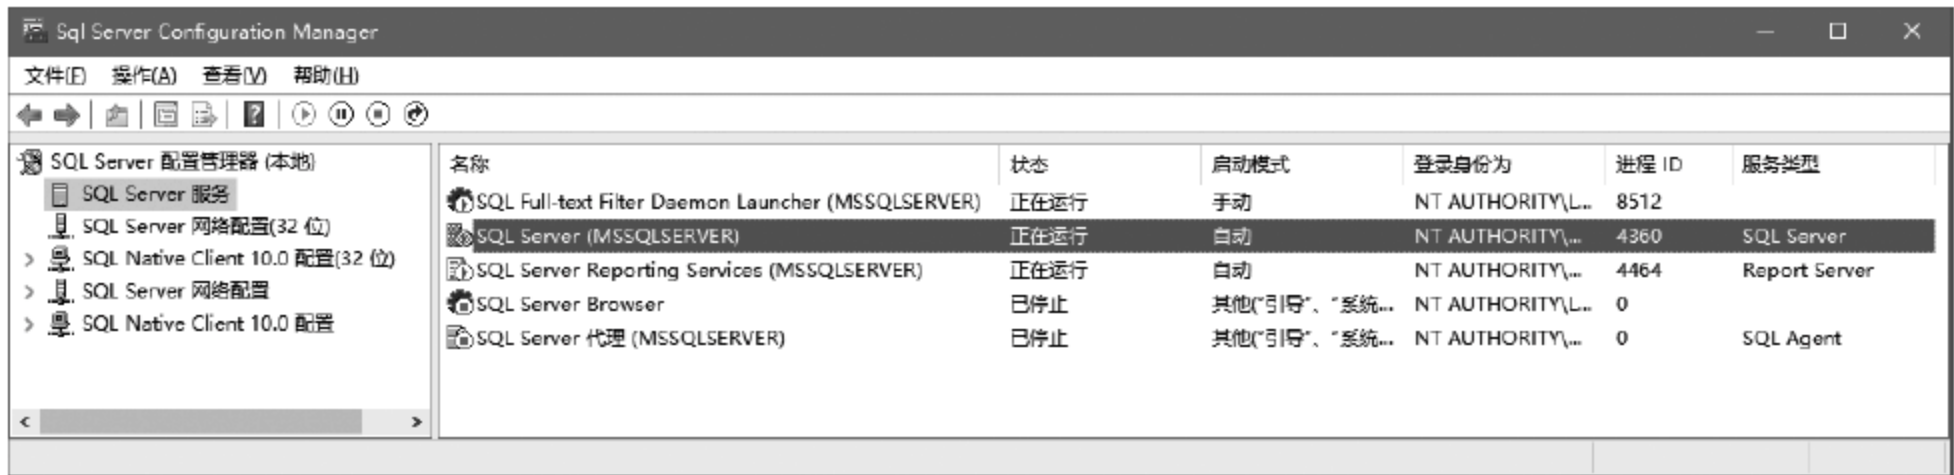 Sql Server Configuration Manager
文件(F) 操作(A) 查看(V) 帮助(H)
SQL Server 配置管理器 (本地)
SQL Server 服务
SQL Server 网络配置(32 位)
SQL Native Client 10.0 配置(32 位)
SQL Server 网络配置
SQL Native Client 10.0 配置
名称 状态 启动模式 登录身份为 进程 ID 服务类型
SQL Full-text Filter Daemon Launcher (MSSQLSERVER) 正在运行 手动 NT AUTHORITY\L... 8512
SQL Server (MSSQLSERVER) 正在运行 自动 NT AUTHORITY\... 4360 SQL Server
SQL Server Reporting Services (MSSQLSERVER) 正在运行 自动 NT AUTHORITY\... 4464 Report Server
SQL Server Browser 已停止 其他("引导"、"系统... NT AUTHORITY\L... 0
SQL Server 代理 (MSSQLSERVER) 已停止 其他("引导"、"系统... NT AUTHORITY\... 0 SQL Agent